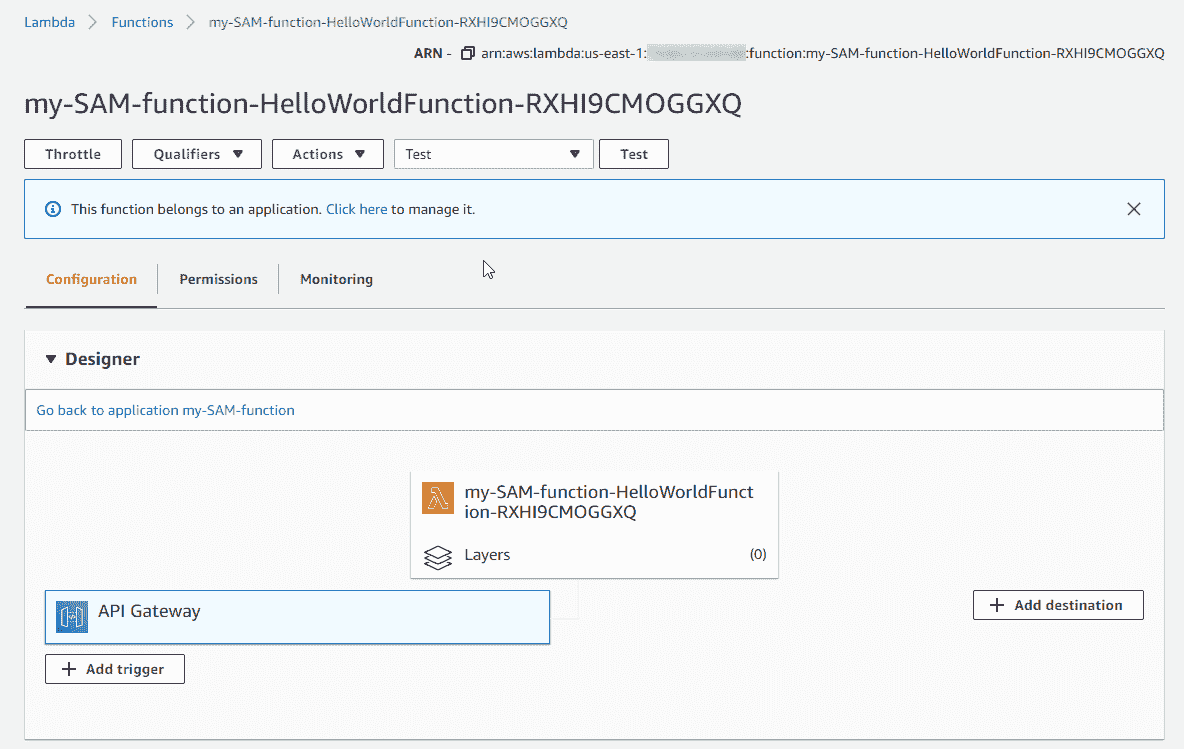 Lambda > Functions > my-SAM-function-HelloWorldFunction-RXHI9CMOGGXQ
ARN - arn:aws:lambda:us-east-1: :function:my-SAM-function-HelloWorldFunction-RXHI9CMOGGXQ
my-SAM-function-HelloWorldFunction-RXHI9CMOGGXQ
Throttle Qualifiers Actions Test Test
This function belongs to an application. Click here to manage it.
Configuration Permissions Monitoring
Designer
Go back to application my-SAM-function
my-SAM-function-HelloWorldFunct
ion-RXHI9CMOGGXQ
Layers (0)
API Gateway
Add destination
Add trigger